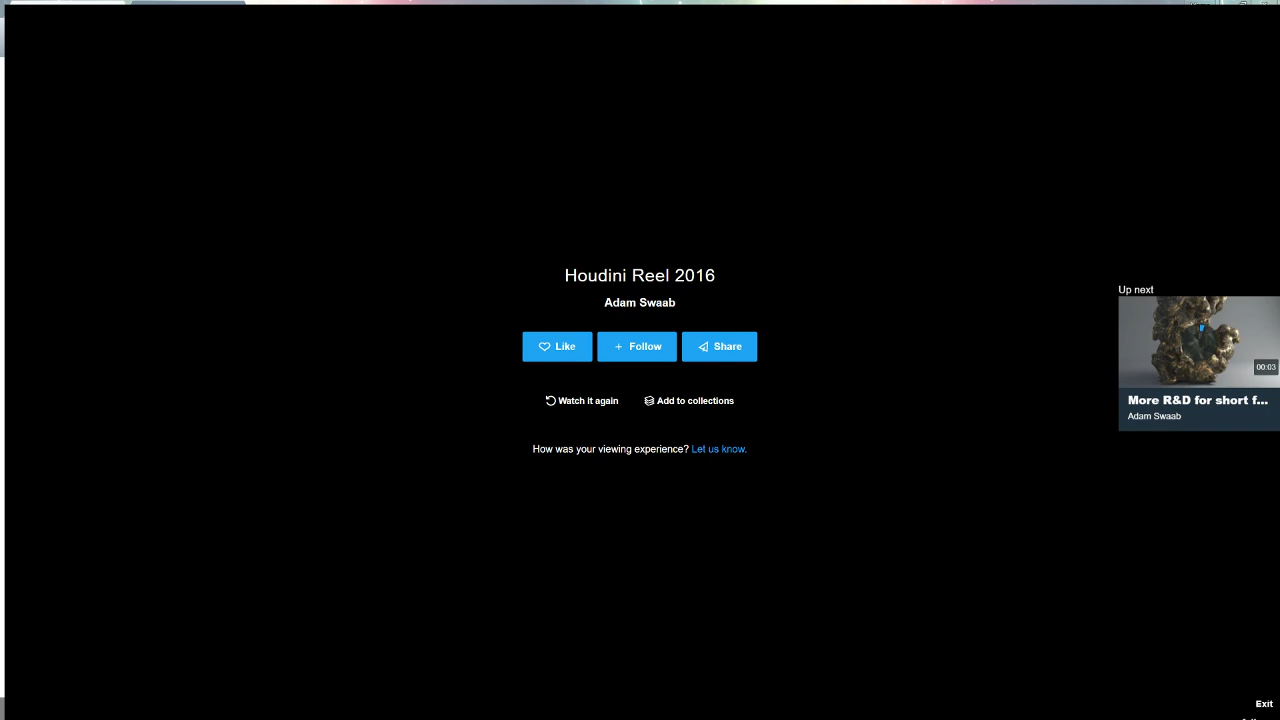 Houdini Reel 2016
Adam Swaab
Like
Follow
Share
Watch it again
Add to collections
How was your viewing experience? Let us know.
Up next
00:03
More R&D for short f...
Adam Swaab
Exit